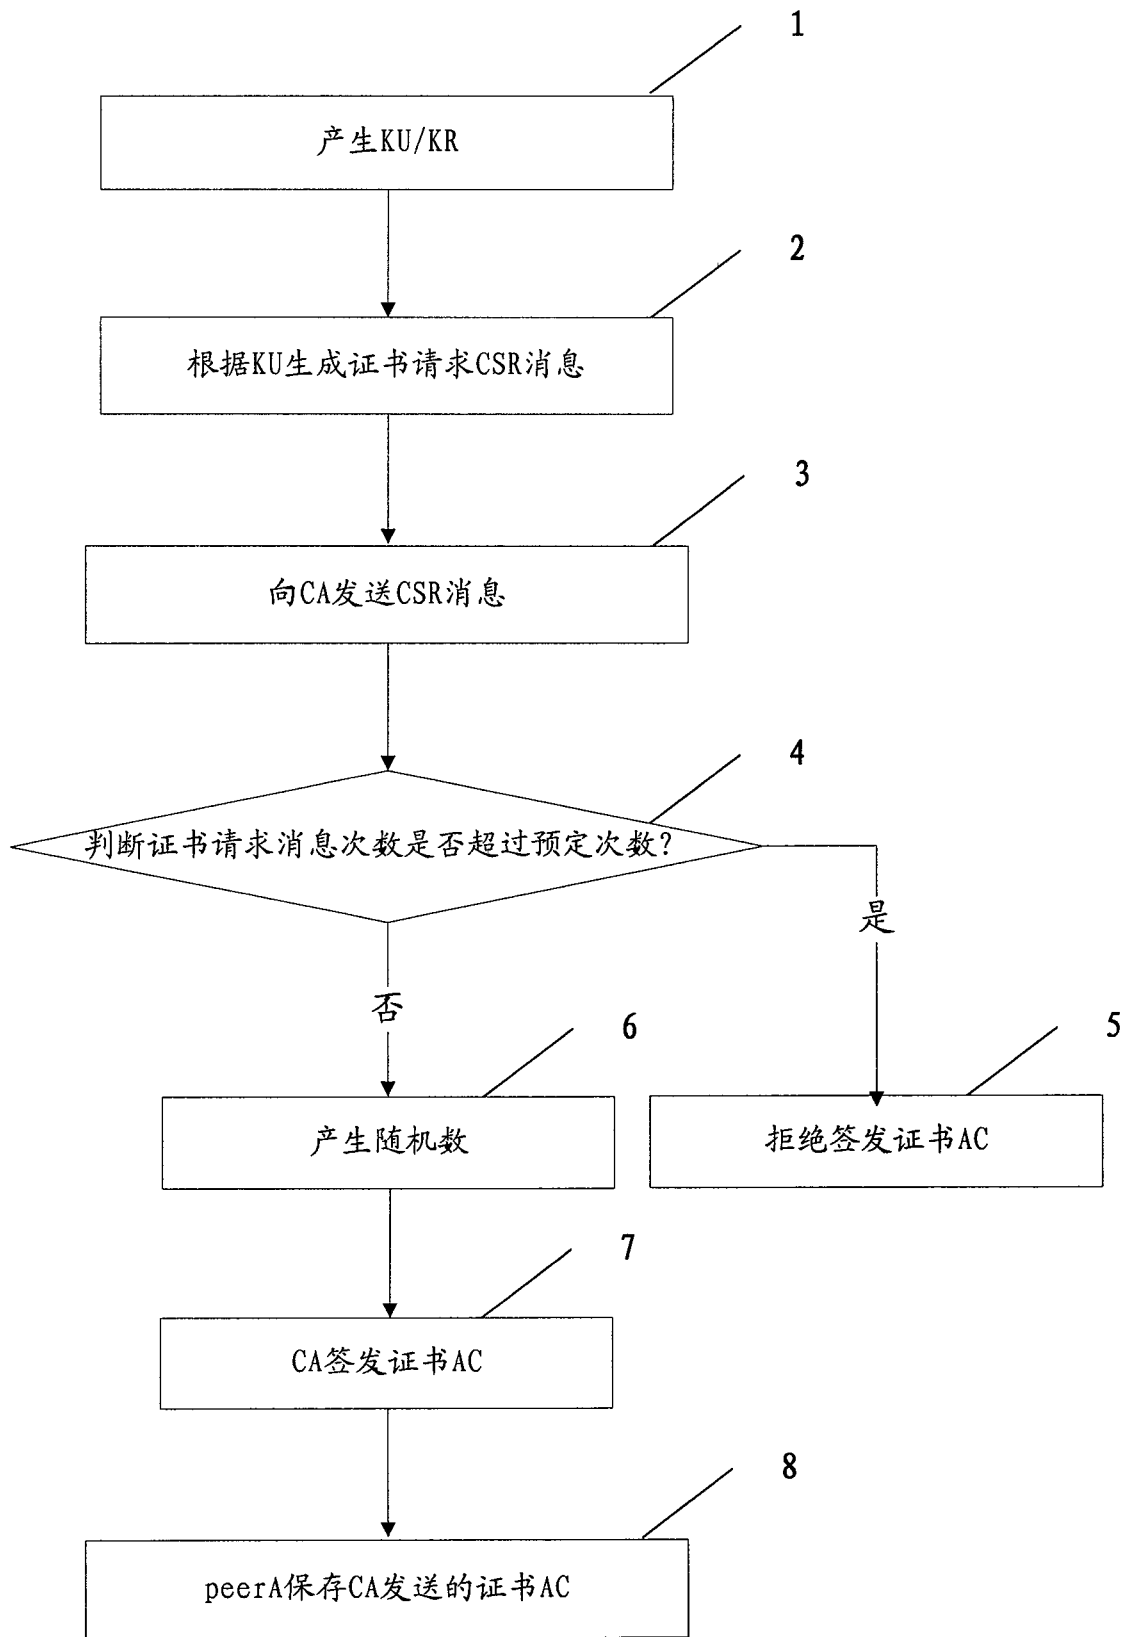 1
产生KU/KR
2
根据KU生成证书请求CSR消息
3
向CA发送CSR消息
4
判断证书请求消息次数是否超过预定次数?
是
否
6
5
产生随机数
拒绝签发证书AC
7
CA签发证书AC
8
peerA保存CA发送的证书AC